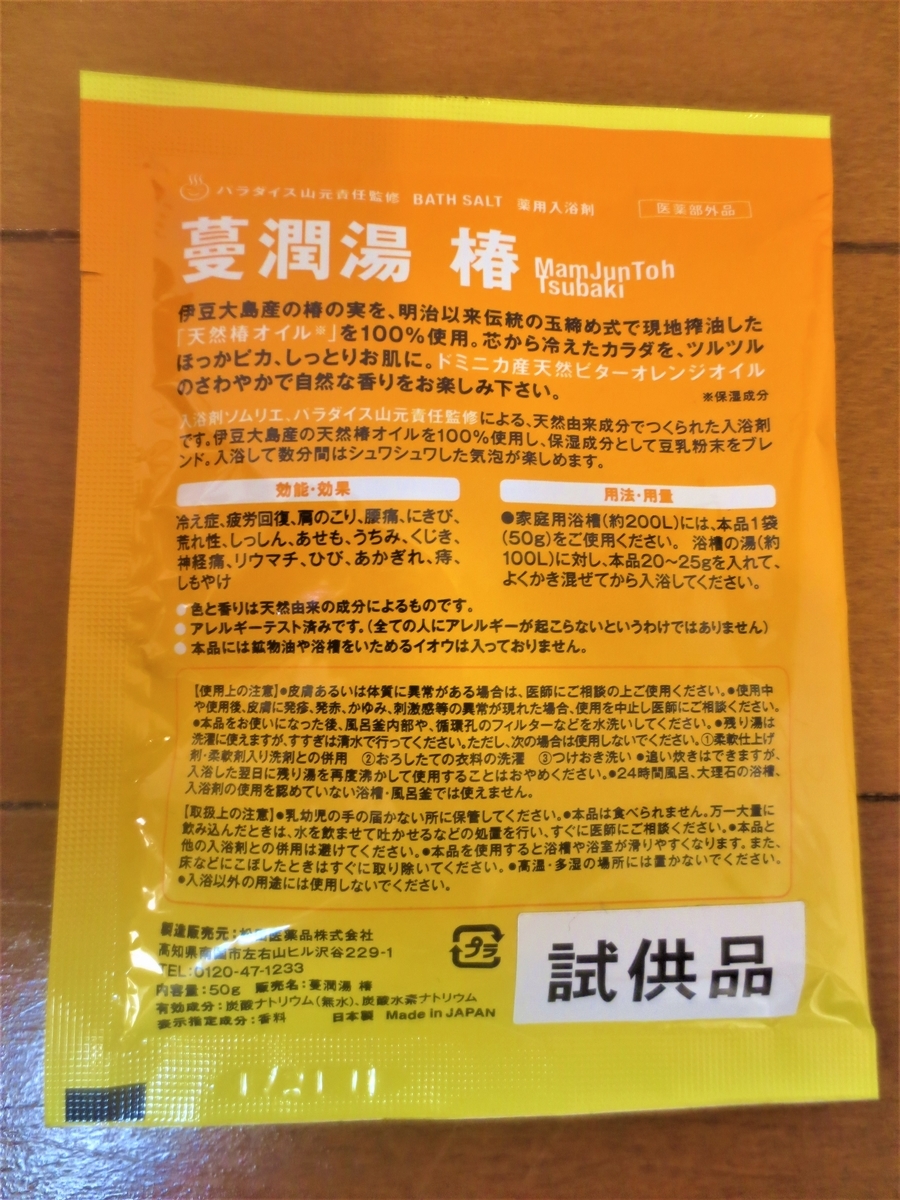 パラダイス山元責任監修 BATH SALT 薬用入浴剤 医薬部外品
蔓潤湯 椿 MamJunToh
Tsubaki
伊豆大島産の椿の実を、明治以来伝統の玉締め式で現地搾油した
「天然椿オイル※」を100%使用。芯から冷えたカラダを、ツルツル
ほっかピカ、しっとりお肌に。ドミニカ産天然ビターオレンジオイル
のさわやかで自然な香りをお楽しみ下さい。
※保湿成分
入浴剤ソムリエ、パラダイス山元責任監修による、天然由来成分でつくられた入浴剤
です。伊豆大島産の天然椿オイルを100%使用し、保湿成分として豆乳粉末をブレ
ンド。入浴して数分間はシュワシュワした気泡が楽しめます。
効能・効果
冷え症、疲労回復、肩のこり、腰痛、にきび、
荒れ性、しっしん、あせも、うちみ、くじき、
神経痛、リウマチ、ひび、あかぎれ、痔、
しもやけ
用法・用量
●家庭用浴槽(約200L)には、本品1袋
(50g)をご使用ください。 浴槽の湯(約
100L)に対し、本品20〜25gを入れて、
よくかき混ぜてから入浴してください。
●色と香りは天然由来の成分によるものです。
●アレルギーテスト済みです。(全ての人にアレルギーが起こらないというわけではありません)
●本品には鉱物油や浴槽をいためるイオウは入っておりません。
【使用上の注意】●皮膚あるいは体質に異常がある場合は、医師にご相談の上ご使用ください。●使用中
や使用後、皮膚に発疹、発赤、かゆみ、刺激感等の異常が現れた場合、使用を中止し医師にご相談ください。
●本品をお使いになった後、風呂釜内部や、循環孔のフィルターなどを水洗いしてください。●残り湯は
洗濯に使えますが、すすぎは清水で行ってください。ただし、次の場合は使用しないでください。①柔軟仕上げ
剤・柔軟剤入り洗剤との併用 ②おろしたての衣料の洗濯 ③つけおき洗い ●追い炊きはできますが、
入浴した翌日に残り湯を再度沸かして使用することはおやめください。●24時間風呂、大理石の浴槽、
入浴剤の使用を認めていない浴槽・風呂釜では使えません。
【取扱上の注意】●乳幼児の手の届かない所に保管してください。●本品は食べられません。万一大量に
飲み込んだときは、水を飲ませて吐かせるなどの処置を行い、すぐに医師にご相談ください。●本品と
他の入浴剤との併用は避けてください。●本品を使用すると浴槽や浴室が滑りやすくなります。また、
床などにこぼしたときはすぐに取り除いてください。●高温・多湿の場所には置かないでください。
●入浴以外の用途には使用しないでください。
製造販売元:松田医薬品株式会社
高知県南国市左右山ヒル沢谷229-1
TEL:0120-47-1233
内容量:50g 販売名:蔓潤湯 椿
有効成分:炭酸ナトリウム(無水)、炭酸水素ナトリウム
表示指定成分:香料 日本製 Made in JAPAN
プラ
試供品